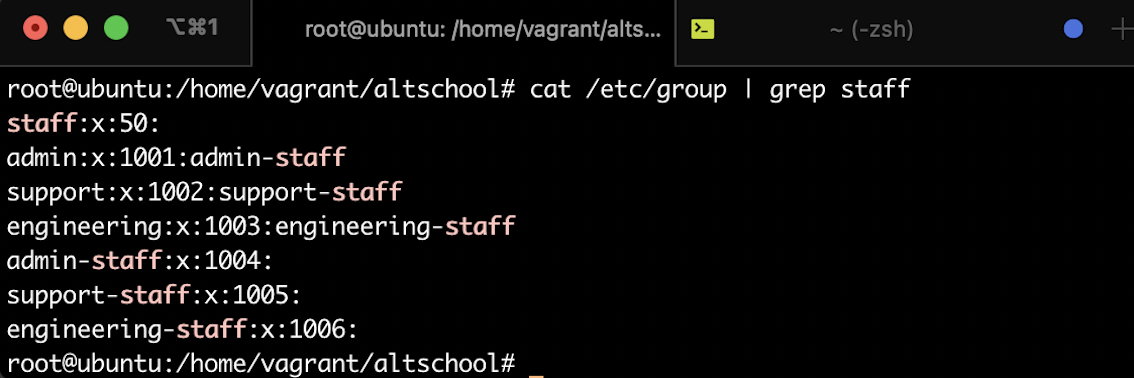 ⌥⌘1
root@ubuntu: /home/vagrant/alts...
~ (-zsh)
root@ubuntu:/home/vagrant/altschool# cat /etc/group | grep staff
staff:x:50:
admin:x:1001:admin-staff
support:x:1002:support-staff
engineering:x:1003:engineering-staff
admin-staff:x:1004:
support-staff:x:1005:
engineering-staff:x:1006:
root@ubuntu:/home/vagrant/altschool#